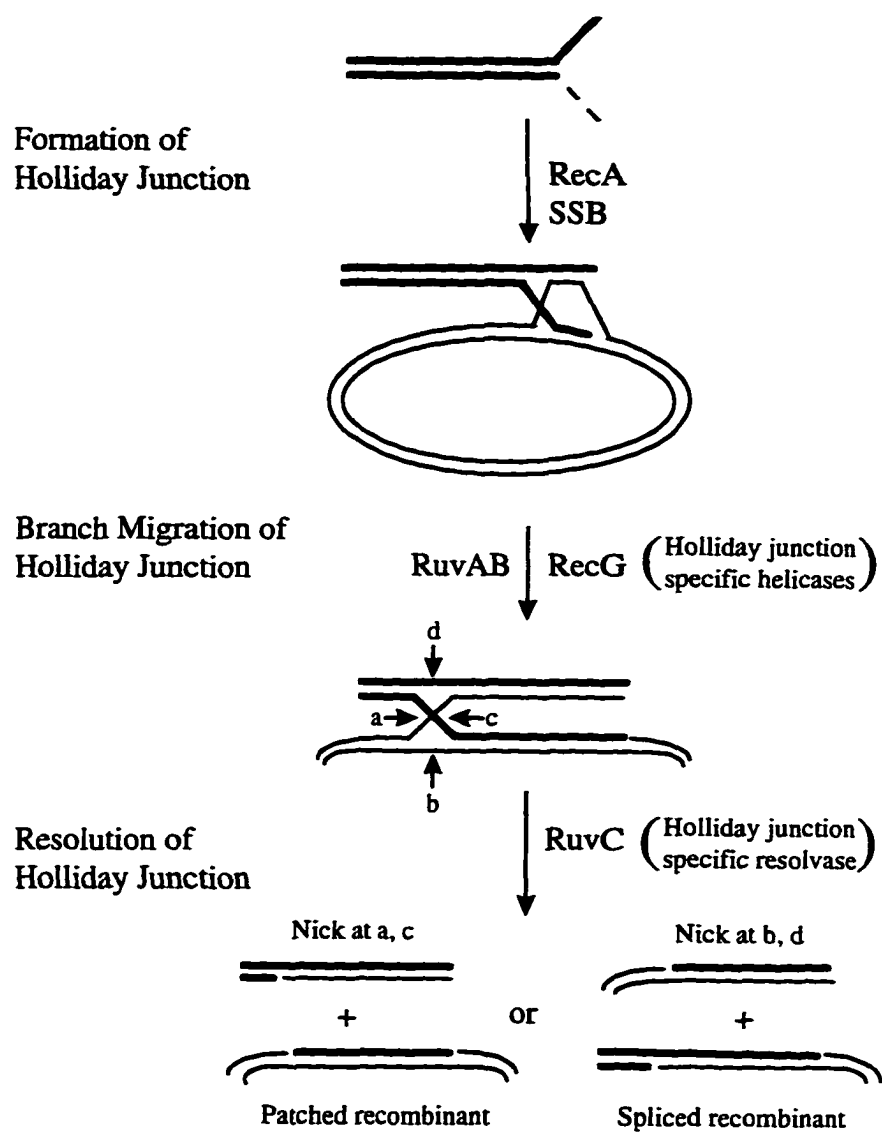 Formation of
Holliday Junction
RecA
SSB
Branch Migration of
Holliday Junction
RuvAB
RecG
(Holliday junction
specific helicases)
d
a
c
b
Resolution of
Holliday Junction
RuvC
(Holliday junction
specific resolvase)
Nick at a, c
Nick at b, d
+
or
+
Patched recombinant
Spliced recombinant